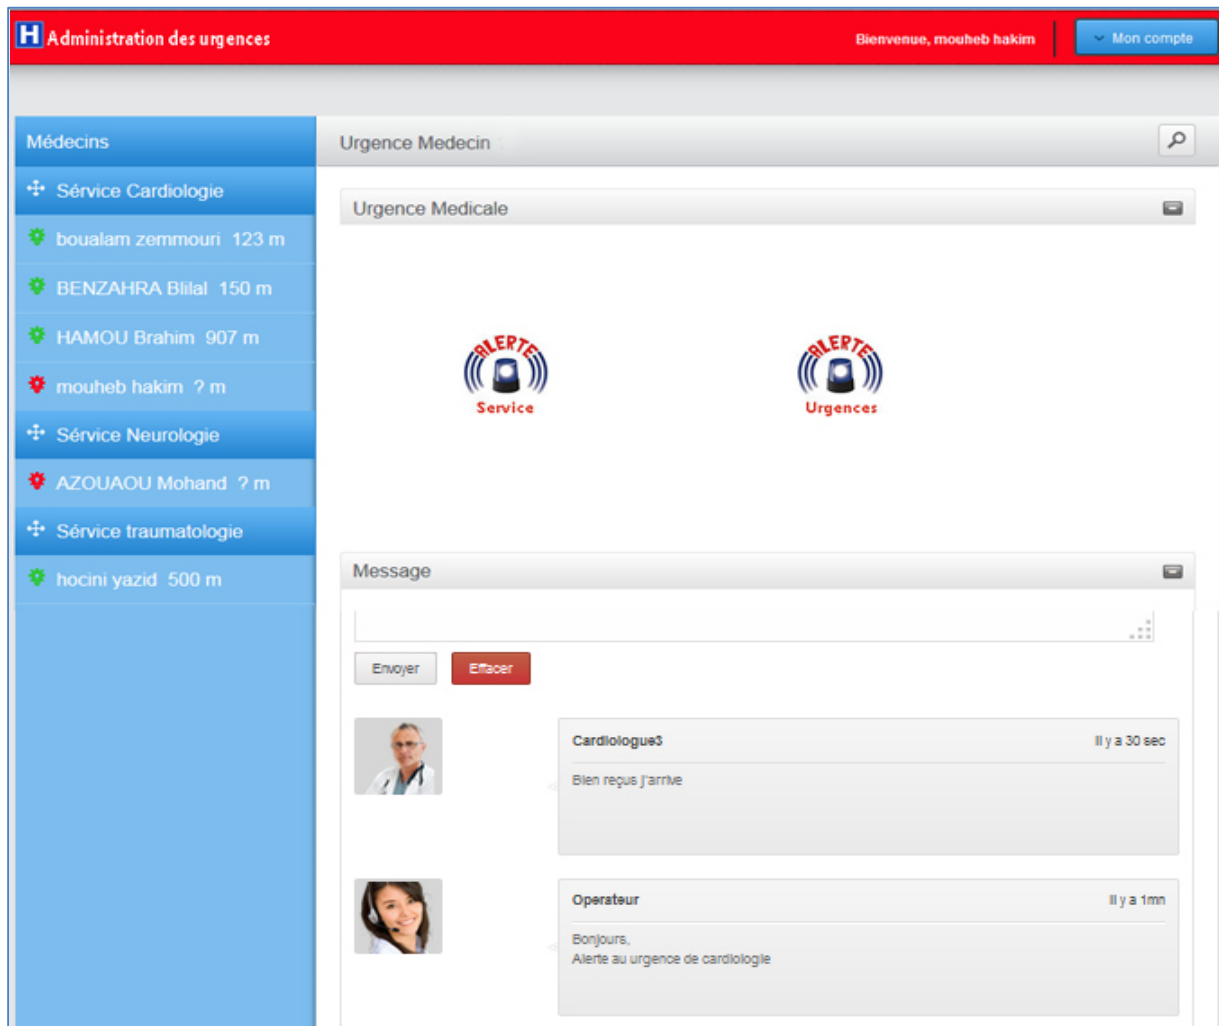 H Administration des urgences
Bienvenue, mouheb hakim
Mon compte
Médecins
Sérvice Cardiologie
boualam zemmouri 123 m
BENZAHRA Blilal 150 m
HAMOU Brahim 907 m
mouheb hakim ? m
Sérvice Neurologie
AZOUAOU Mohand ? m
Sérvice traumatologie
hocini yazid 500 m
Urgence Medecin
Urgence Medicale
ALERTE
Service
ALERTE
Urgences
Message
Envoyer
Effacer
Cardiologue3
Il y a 30 sec
Bien reçus j'arrive
Operateur
Il y a 1mn
Bonjours,
Alerte au urgence de cardiologie